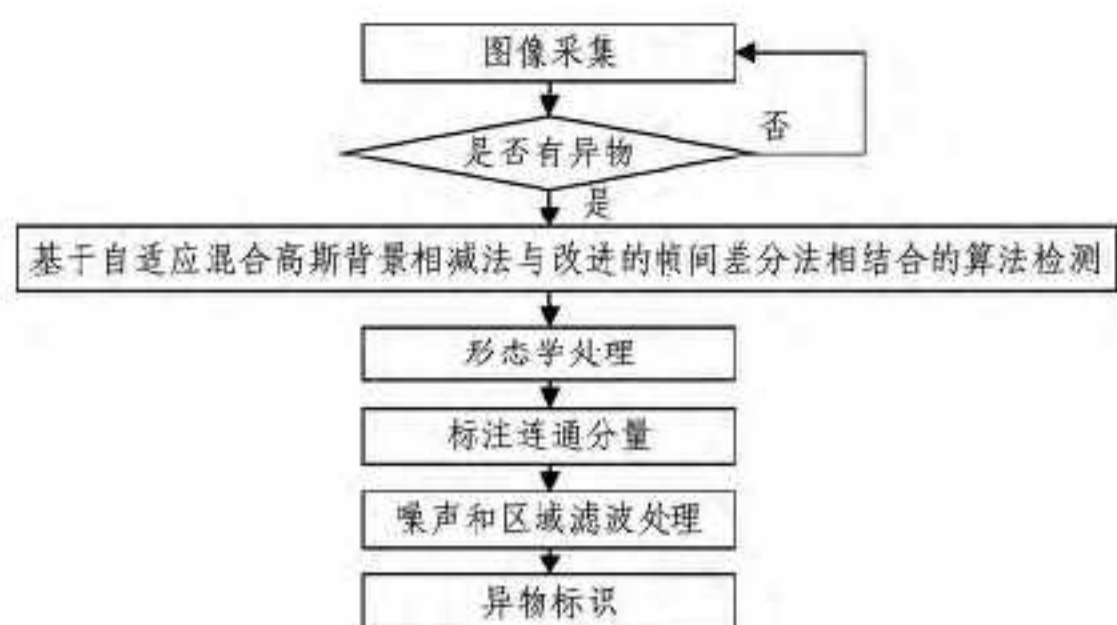 图像采集
否
是否有异物
是
基于自适应混合高斯背景相减法与改进的帧间差分法相结合的算法检测
形态学处理
标注连通分量
噪声和区域滤波处理
异物标识